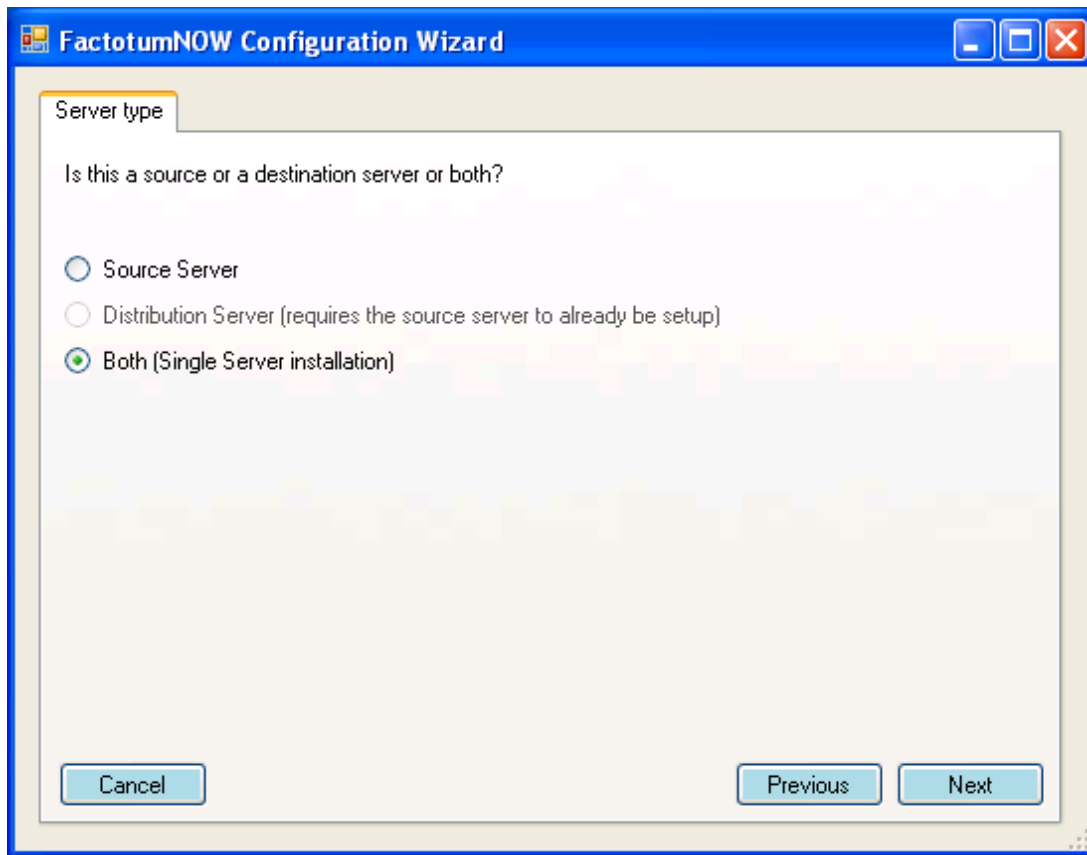 FactotumNOW Configuration Wizard
Server type
Is this a source or a destination server or both?
Source Server
Distribution Server (requires the source server to already be setup)
Both (Single Server installation)
Cancel
Previous
Next